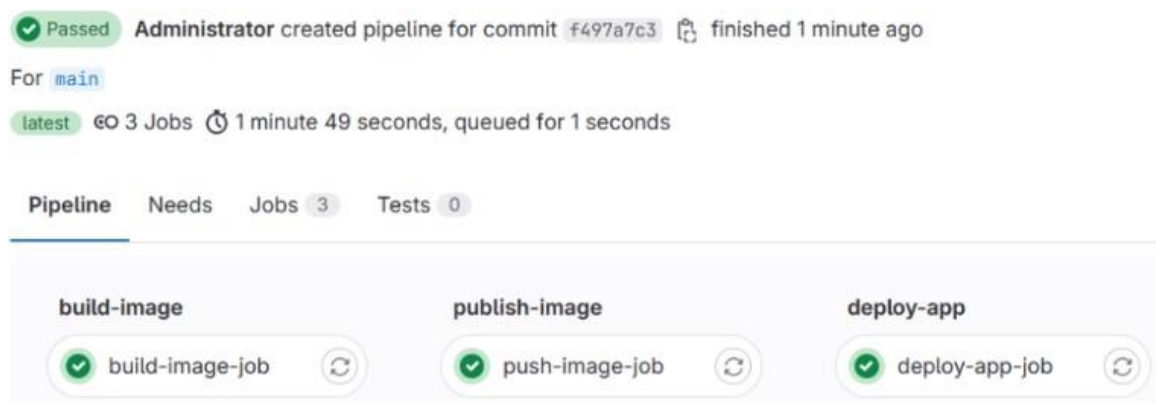 Passed Administrator created pipeline for commit f497a7c3 finished 1 minute ago
For main
latest 3 Jobs 1 minute 49 seconds, queued for 1 seconds
Pipeline Needs Jobs 3 Tests 0
build-image publish-image deploy-app
build-image-job push-image-job deploy-app-job